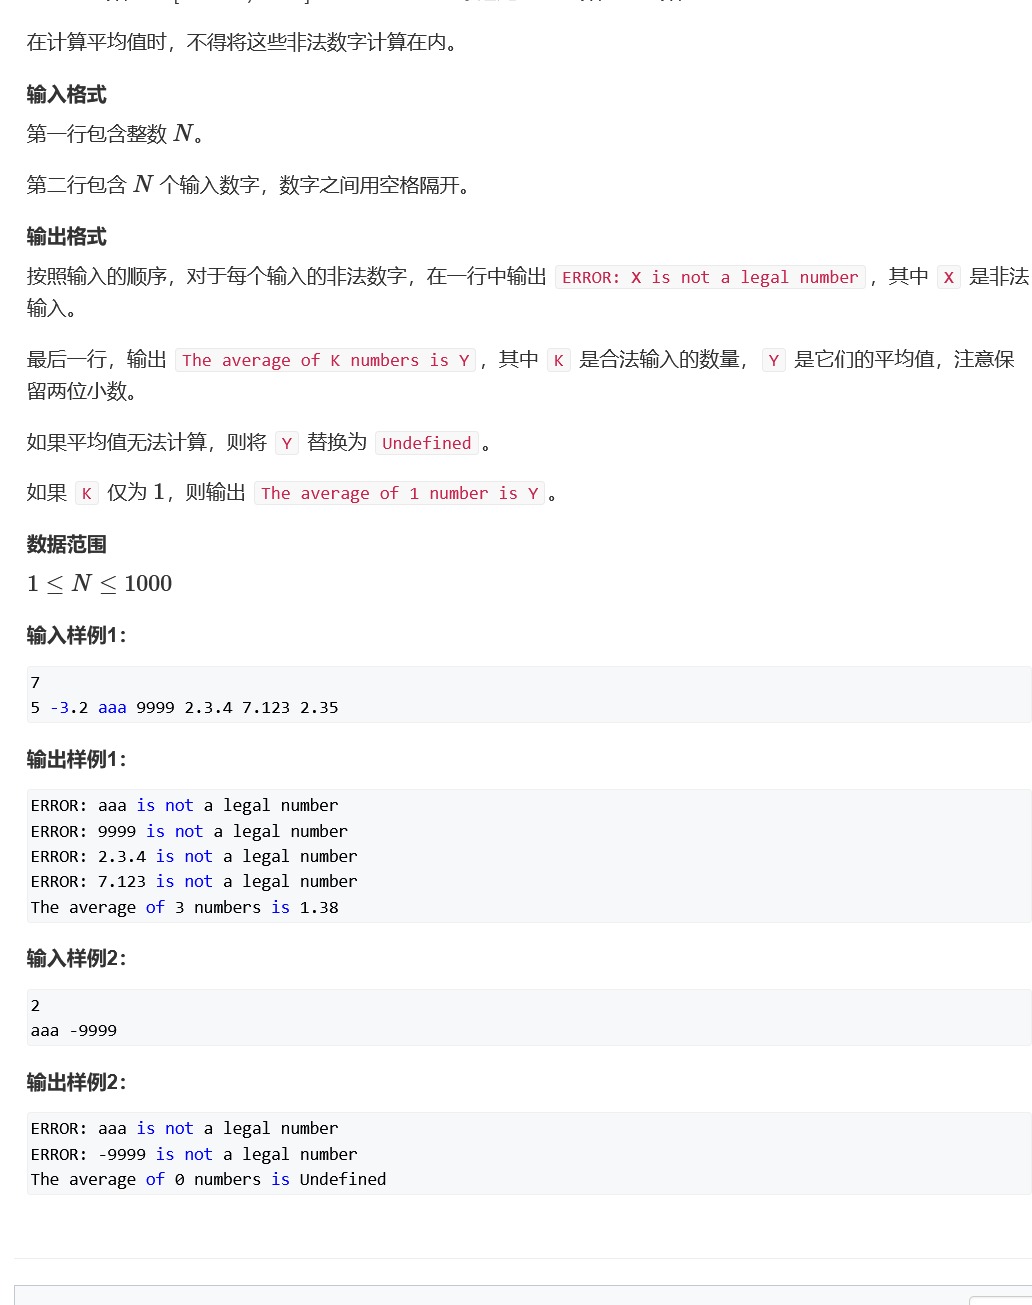 在计算平均值时，不得将这些非法数字计算在内。
输入格式
第一行包含整数 N。
第二行包含 N 个输入数字，数字之间用空格隔开。
输出格式
按照输入的顺序，对于每个输入的非法数字，在一行中输出 ERROR: X is not a legal number，其中 X 是非法
输入。
最后一行，输出 The average of K numbers is Y，其中 K 是合法输入的数量， Y 是它们的平均值，注意保
留两位小数。
如果平均值无法计算，则将 Y 替换为 Undefined。
如果 K 仅为 1，则输出 The average of 1 number is Y。
数据范围
1 ≤ N ≤ 1000
输入样例1：
7
5 -3.2 aaa 9999 2.3.4 7.123 2.35
输出样例1：
ERROR: aaa is not a legal number
ERROR: 9999 is not a legal number
ERROR: 2.3.4 is not a legal number
ERROR: 7.123 is not a legal number
The average of 3 numbers is 1.38
输入样例2：
2
aaa -9999
输出样例2：
ERROR: aaa is not a legal number
ERROR: -9999 is not a legal number
The average of 0 numbers is Undefined